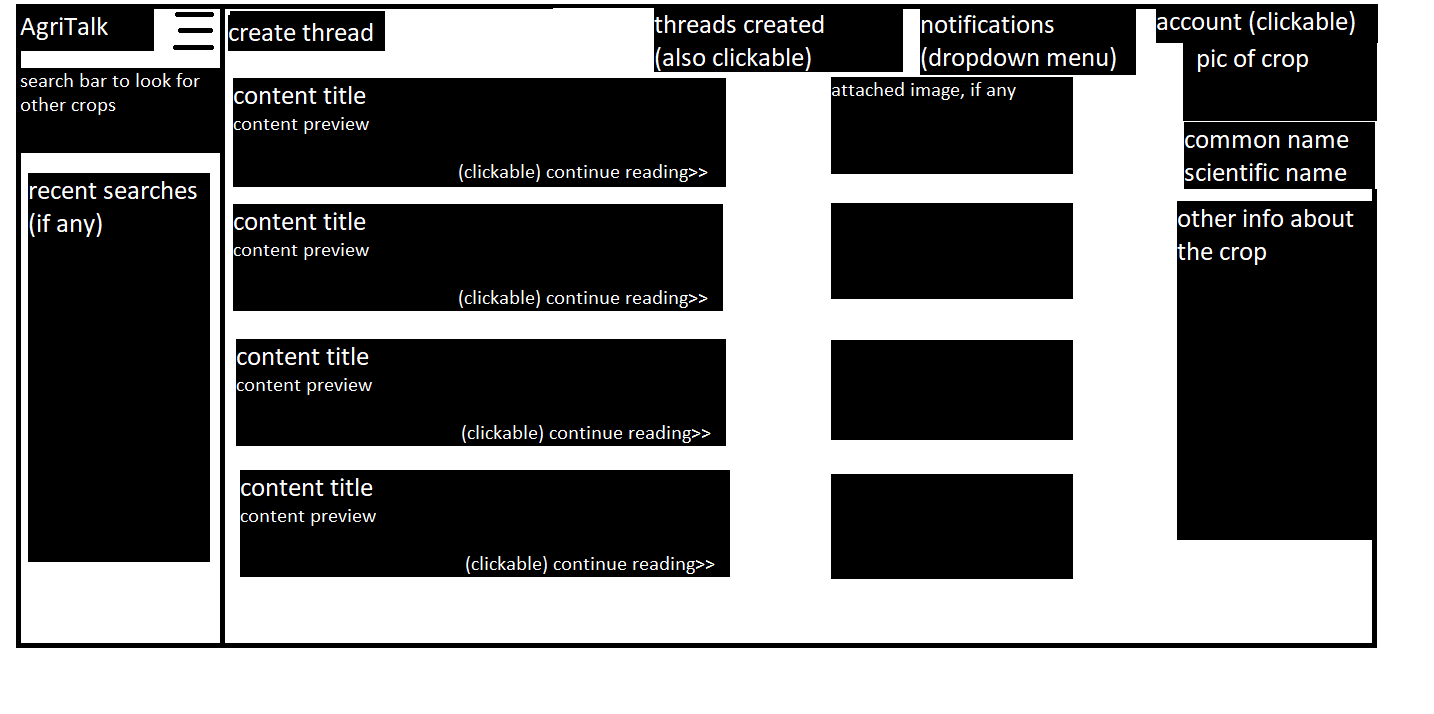 AgriTalk
search bar to look for
other crops
recent searches
(if any)
create thread
threads created
(also clickable)
notifications
(dropdown menu)
account (clickable)
content title
content preview
(clickable) continue reading>>
attached image, if any
content title
content preview
(clickable) continue reading>>
content title
content preview
(clickable) continue reading>>
content title
content preview
(clickable) continue reading>>
pic of crop
common name
scientific name
other info about
the crop